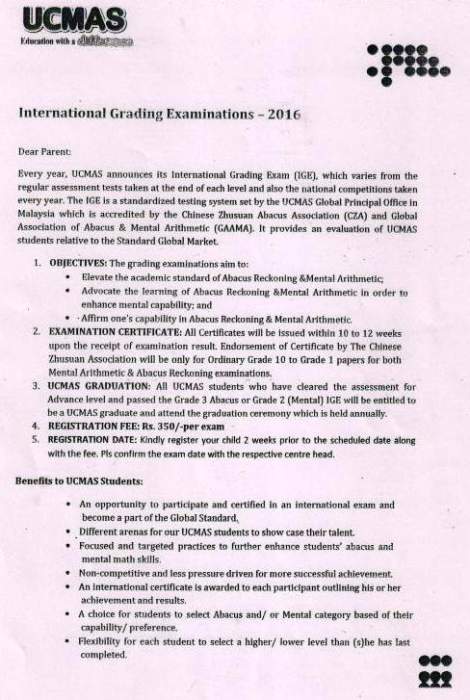 UCMAS
Education with a difference
International Grading Examinations – 2016
Dear Parent:
Every year, UCMAS announces its International Grading Exam (IGE), which varies from the
regular assessment tests taken at the end of each level and also the national competitions taken
every year. The IGE is a standardized testing system set by the UCMAS Global Principal Office in
Malaysia which is accredited by the Chinese Zhusuan Abacus Association (CZA) and Global
Association of Abacus & Mental Arithmetic (GAAMA). It provides an evaluation of UCMAS
students relative to the Standard Global Market.
1. OBJECTIVES: The grading examinations aim to:
• Elevate the academic standard of Abacus Reckoning &Mental Arithmetic;
• Advocate the learning of Abacus Reckoning &Mental Arithmetic in order to
enhance mental capability; and
• Affirm one's capability in Abacus Reckoning & Mental Arithmetic.
2. EXAMINATION CERTIFICATE: All Certificates will be issued within 10 to 12 weeks
upon the receipt of examination result. Endorsement of Certificate by The Chinese
Zhusuan Association will be only for Ordinary Grade 10 to Grade 1 papers for both
Mental Arithmetic & Abacus Reckoning examinations.
3. UCMAS GRADUATION: All UCMAS students who have cleared the assessment for
Advance level and passed the Grade 3 Abacus or Grade 2 (Mental) IGE will be entitled to
be a UCMAS graduate and attend the graduation ceremony which is held annually.
4. REGISTRATION FEE: Rs. 350/-per exam
5. REGISTRATION DATE: Kindly register your child 2 weeks prior to the scheduled date along
with the fee. Pls confirm the exam date with the respective centre head.
Benefits to UCMAS Students:
• An opportunity to participate and certified in an international exam and
become a part of the Global Standard,
• Different arenas for our UCMAS students to show case their talent.
• Focused and targeted practices to further enhance students' abacus and
mental math skills.
• Non-competitive and less pressure driven for more successful achievement.
• An international certificate is awarded to each participant outlining his or her
achievement and results.
• A choice for students to select Abacus and/ or Mental category based of their
capability/ preference.
• Flexibility for each student to select a higher/ lower level than (s)he has last
completed.